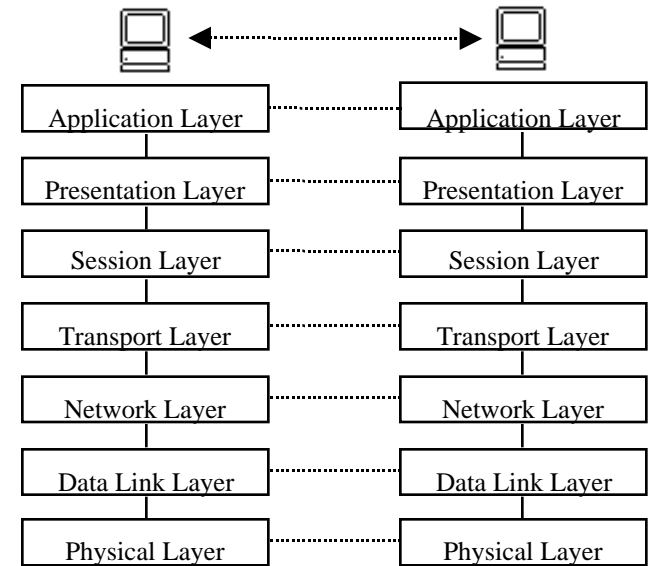 Application Layer
Application Layer
Presentation Layer
Presentation Layer
Session Layer
Session Layer
Transport Layer
Transport Layer
Network Layer
Network Layer
Data Link Layer
Data Link Layer
Physical Layer
Physical Layer